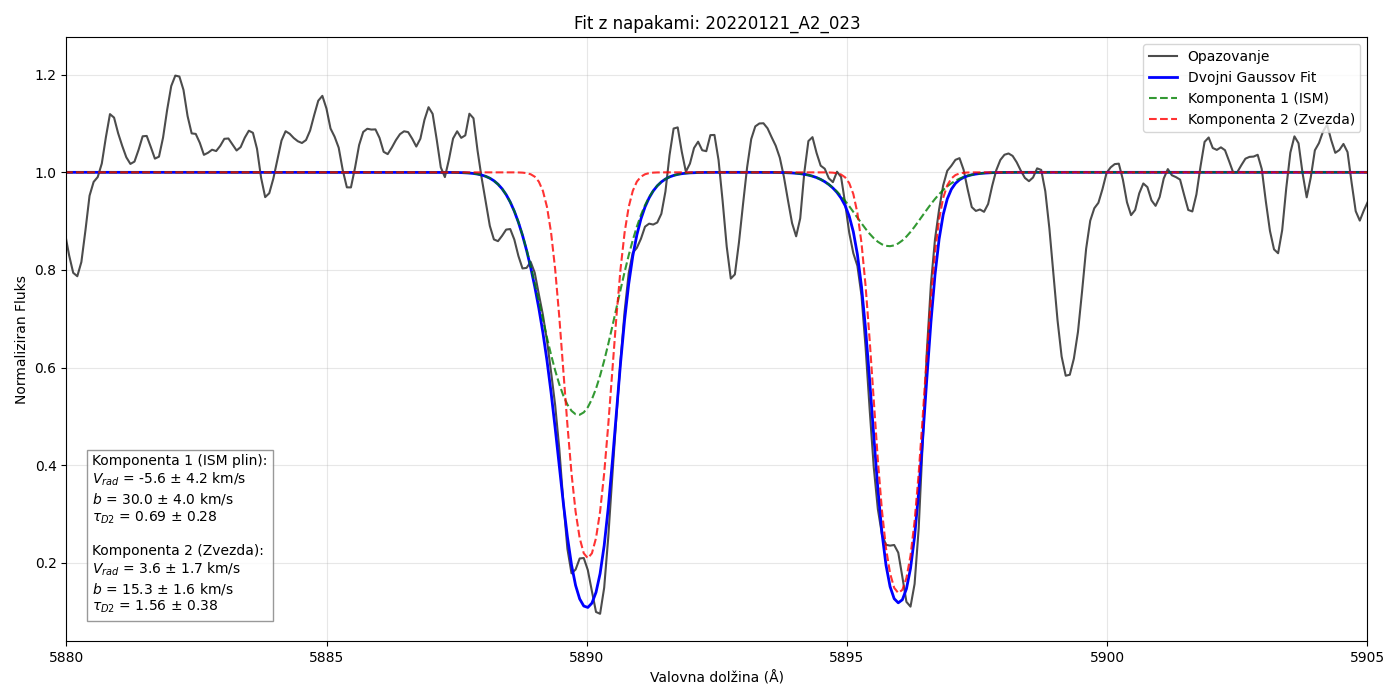 Fit z napakami: 20220121_A2_023
Normaliziran Fluks
1.2
1.0
0.8
0.6
0.4
0.2
Opazovanje
Dvojni Gaussov Fit
Komponenta 1 (ISM)
Komponenta 2 (Zvezda)
Komponenta 1 (ISM plin):
V_rad = -5.6 ± 4.2 km/s
b = 30.0 ± 4.0 km/s
τ_D2 = 0.69 ± 0.28
Komponenta 2 (Zvezda):
V_rad = 3.6 ± 1.7 km/s
b = 15.3 ± 1.6 km/s
τ_D2 = 1.56 ± 0.38
5880 5885 5890 5895 5900 5905
Valovna dolžina (Å)